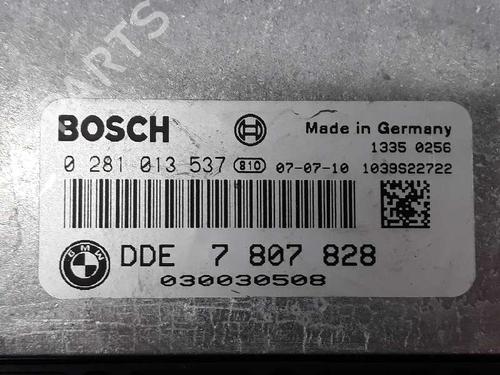 PARTS
BOSCH
Made in Germany
1335 0256
0 281 013 537 810 07-07-10 1039S22722
BMW
DDE 7 807 828
030030508